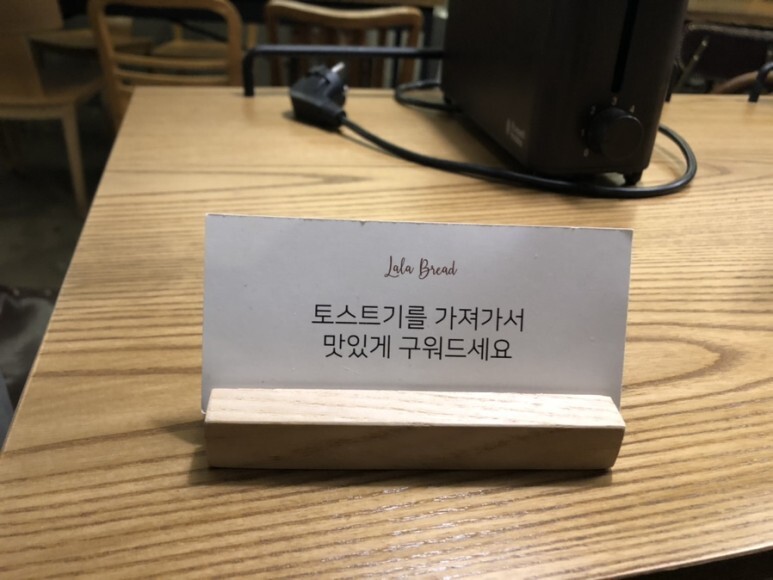 Lala Bread
토스트기를 가져가서
맛있게 구워드세요